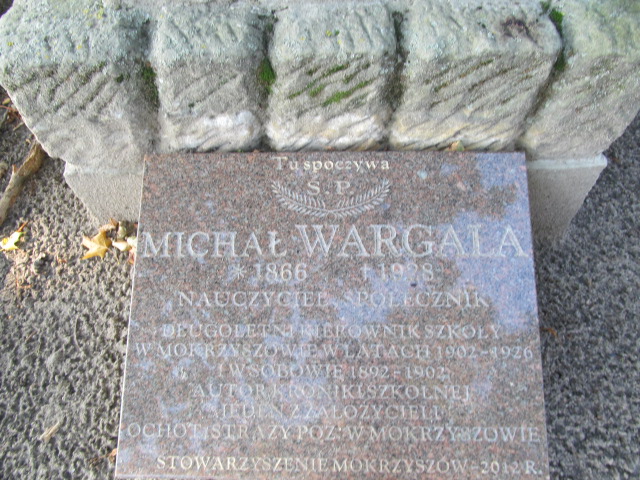 Tu spoczywa
Ś.P.
MICHAŁ WARGALA
* 1866 † 1928
NAUCZYCIEL SPOŁECZNIK
DŁUGOLETNI KIEROWNIK SZKOŁY
W MOKRZYSZOWIE W LATACH 1902-1926
I W SOBOWIE 1892-1902
AUTOR KRONIKI SZKOLNEJ
JEDEN Z ZAŁOŻYCIELI
OCHOT. STRAŻY POŻ. W MOKRZYSZOWIE
STOWARZYSZENIE MOKRZYSZÓW - 2012 R.